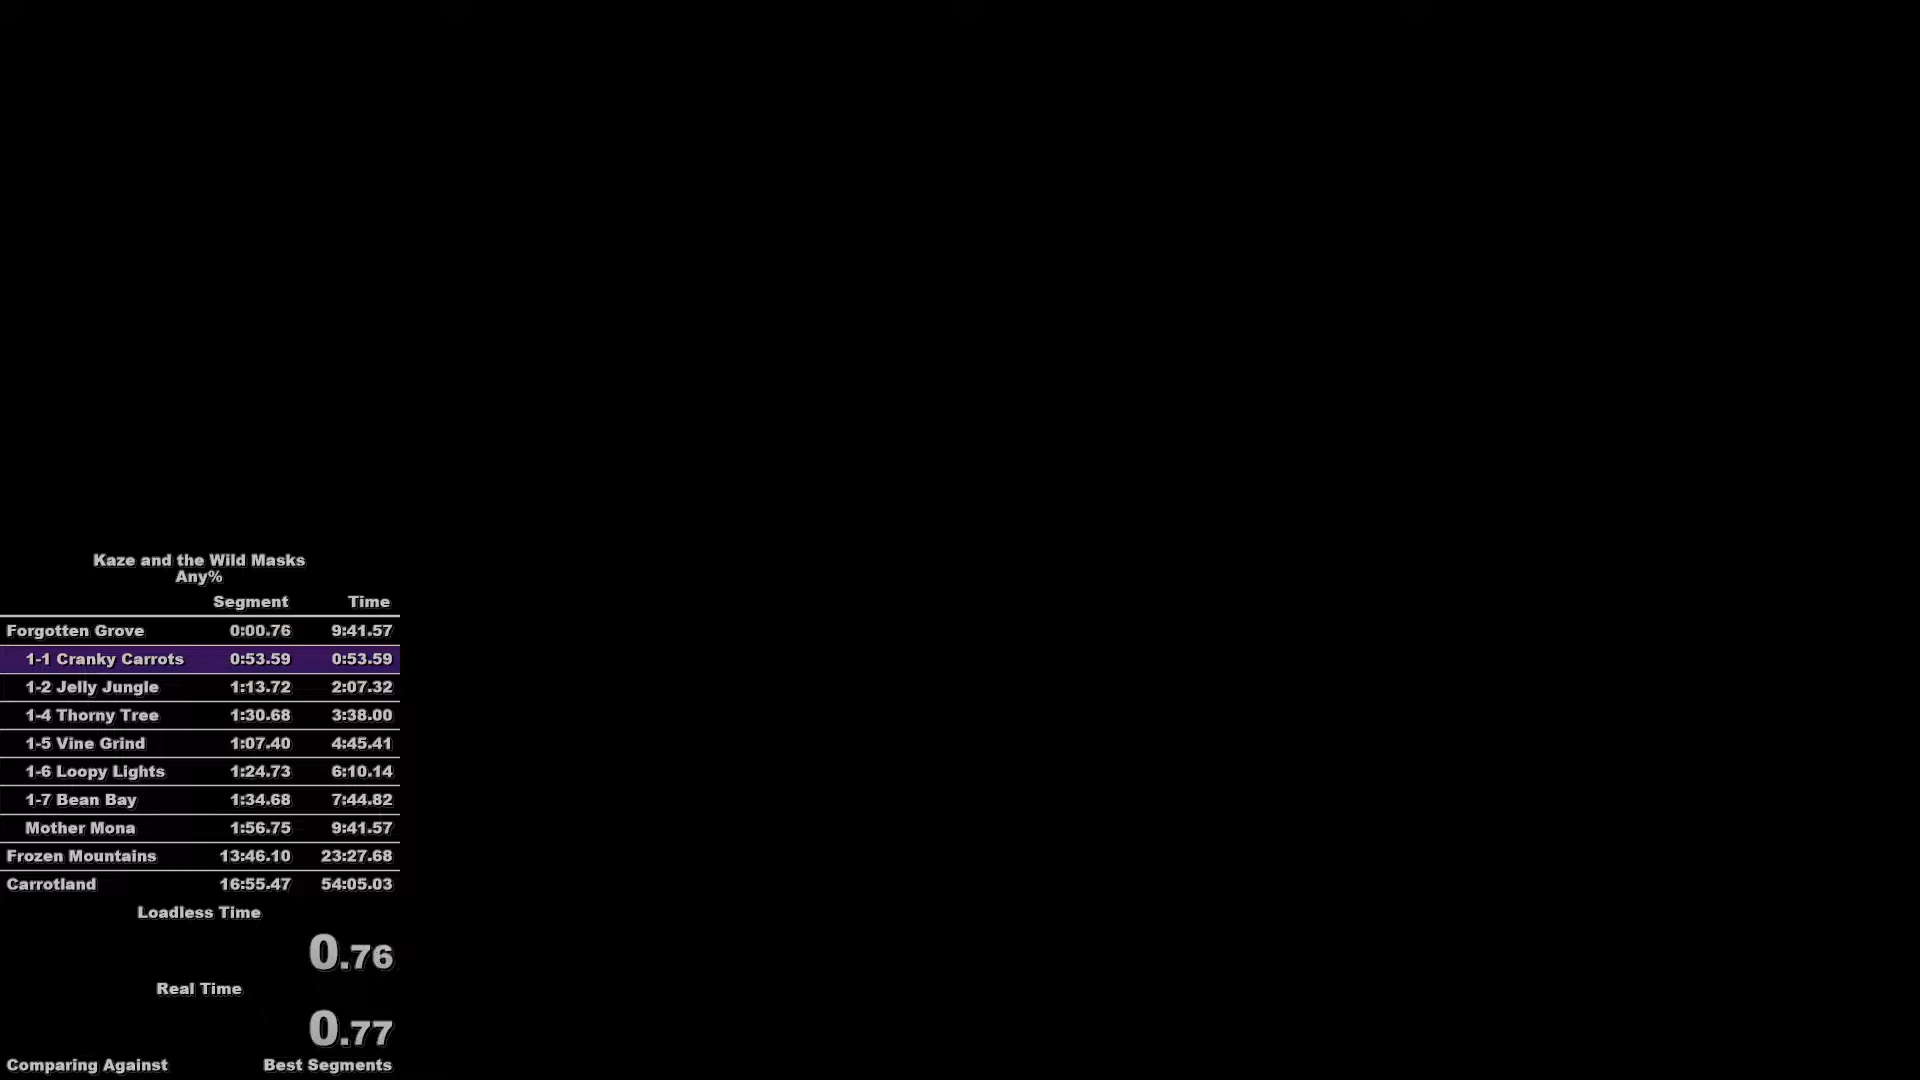 Kaze and the Wild Masks
Any%
Segment Time
Forgotten Grove 0:00.76 9:41.57
1-1 Cranky Carrots 0:53.59 0:53.59
1-2 Jelly Jungle 1:13.72 2:07.32
1-4 Thorny Tree 1:30.68 3:38.00
1-5 Vine Grind 1:07.40 4:45.41
1-6 Loopy Lights 1:24.73 6:10.14
1-7 Bean Bay 1:34.68 7:44.82
Mother Mona 1:56.75 9:41.57
Frozen Mountains 13:46.10 23:27.68
Carrotland 16:55.47 54:05.03
Loadless Time
0.76
Real Time
0.77
Comparing Against Best Segments